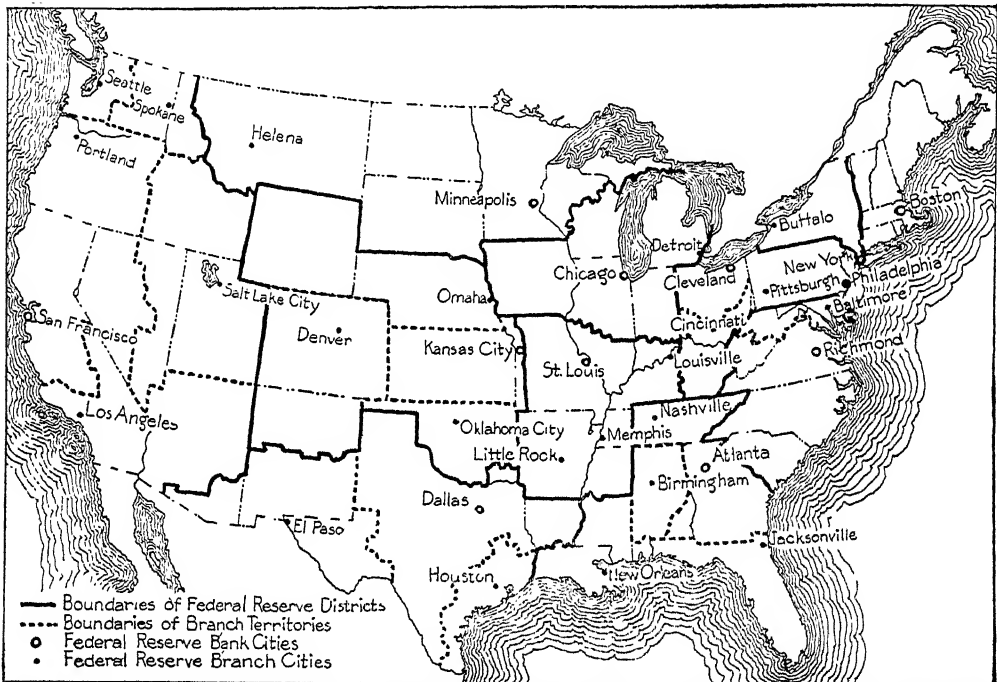 Seattle
Spokane
Portland
Helena
Minneapolis
Buffalo
Boston
Detroit
Chicago
Cleveland
New York
Pittsburgh
Philadelphia
Baltimore
Omaha
Salt Lake City
San Francisco
Denver
Kansas City
Cincinnati
Louisville
Richmond
St. Louis
Los Angeles
Oklahoma City
Nashville
Memphis
Little Rock
Atlanta
Birmingham
Dallas
El Paso
Jacksonville
Houston
New Orleans
Boundaries of Federal Reserve Districts
Boundaries of Branch Territories
Federal Reserve Bank Cities
Federal Reserve Branch Cities